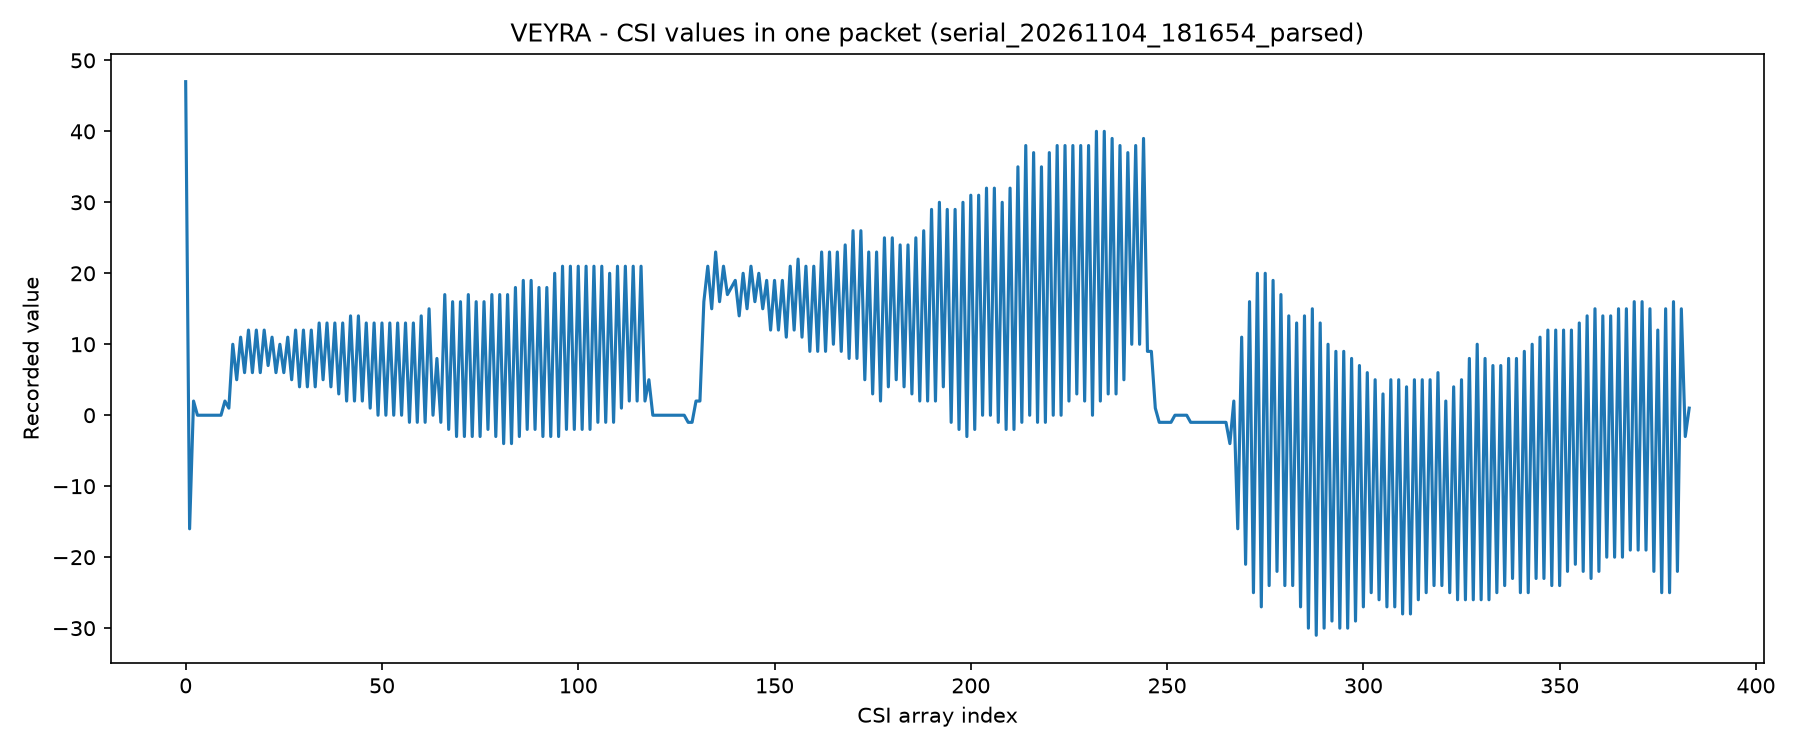 VEYRA - CSI values in one packet (serial_20261104_181654_parsed)
50
40
30
20
10
0
−10
−20
−30
Recorded value
0 50 100 150 200 250 300 350 400
CSI array index